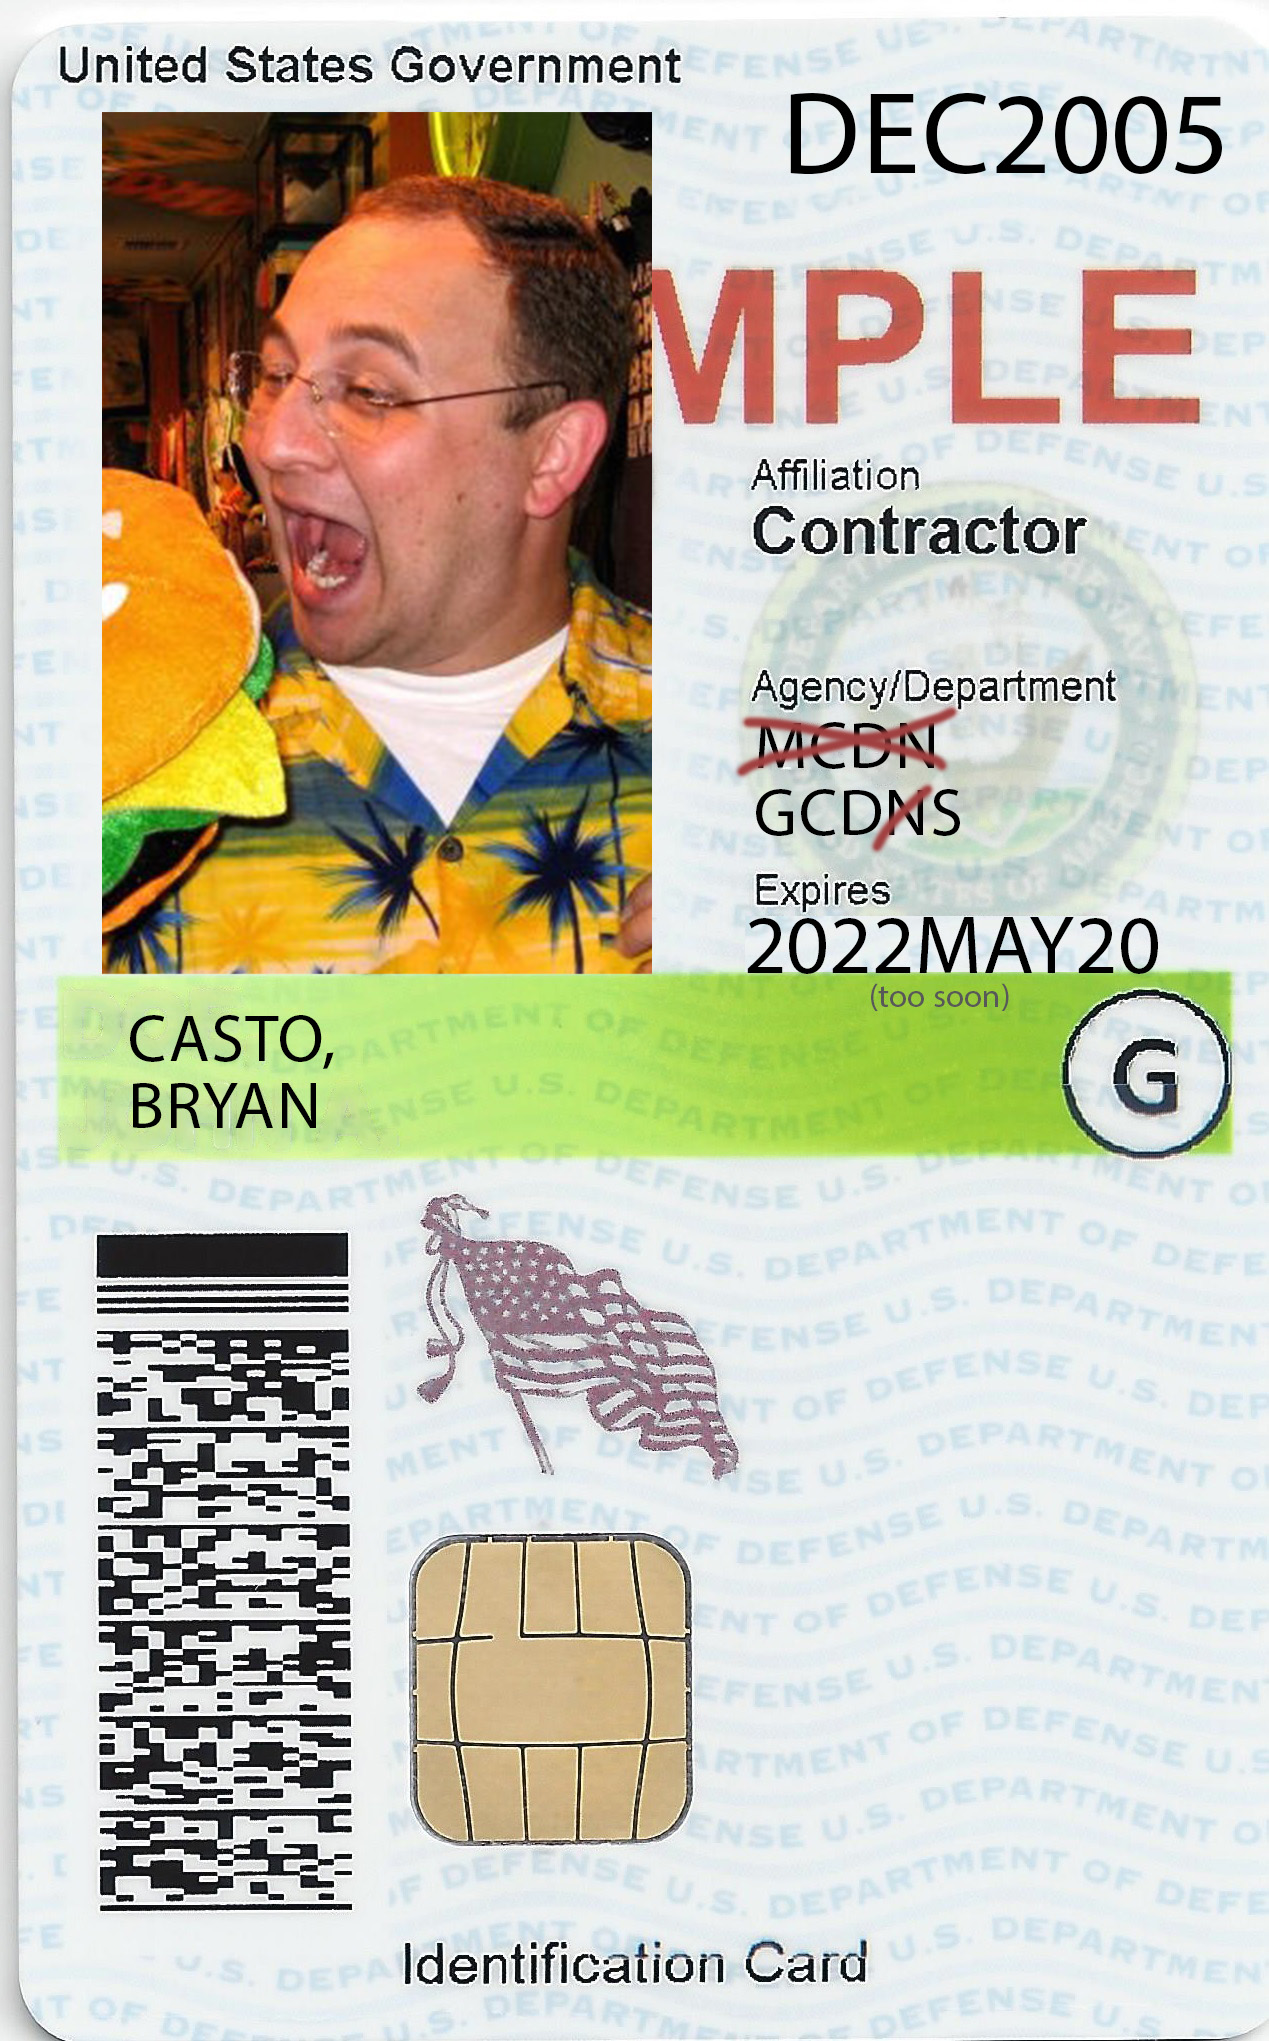 United States Government
DEC2005
MPLE
Affiliation
Contractor
Agency/Department
MCDN
GCDNS
Expires
2022MAY20
(too soon)
CASTO,
BRYAN
G
Identification Card